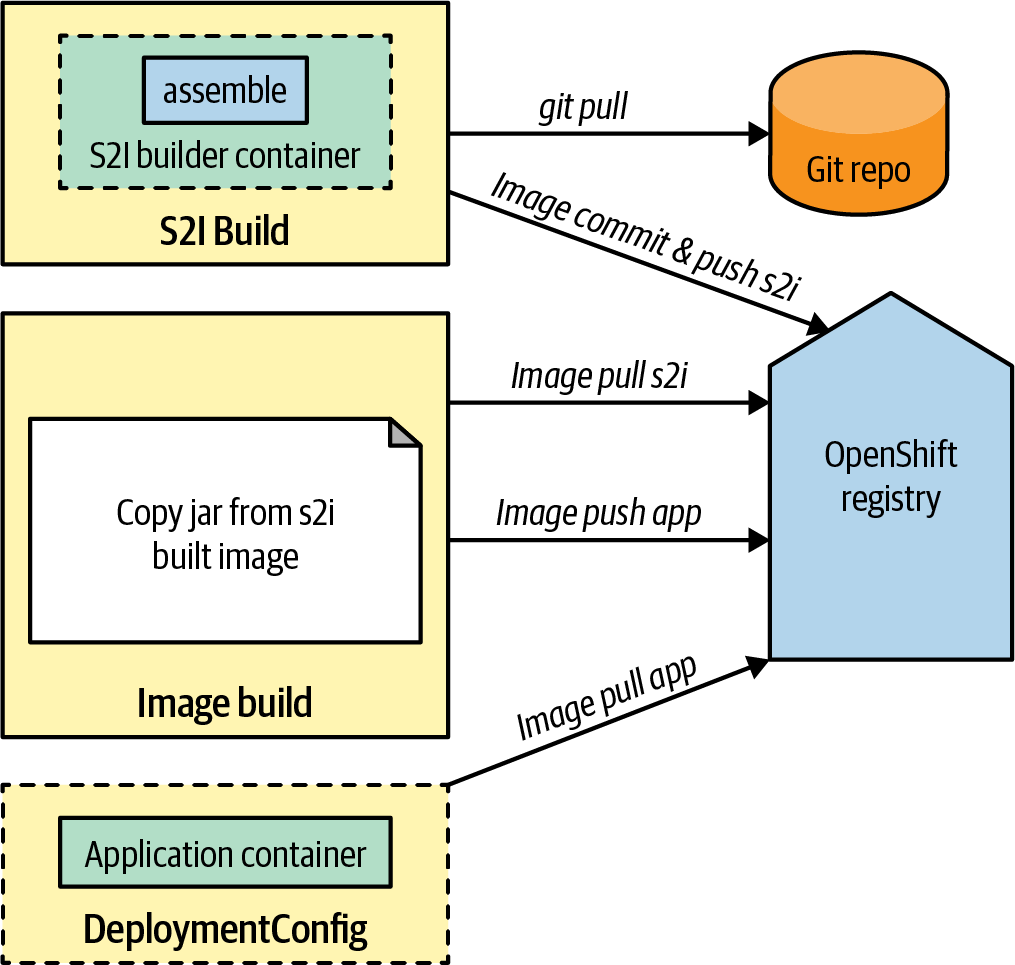 assemble
S2I builder container
S2I Build
git pull
Git repo
Image commit & push s2i
Image pull s2i
OpenShift
registry
Copy jar from s2i
built image
Image push app
Image build
Image pull app
Application container
DeploymentConfig